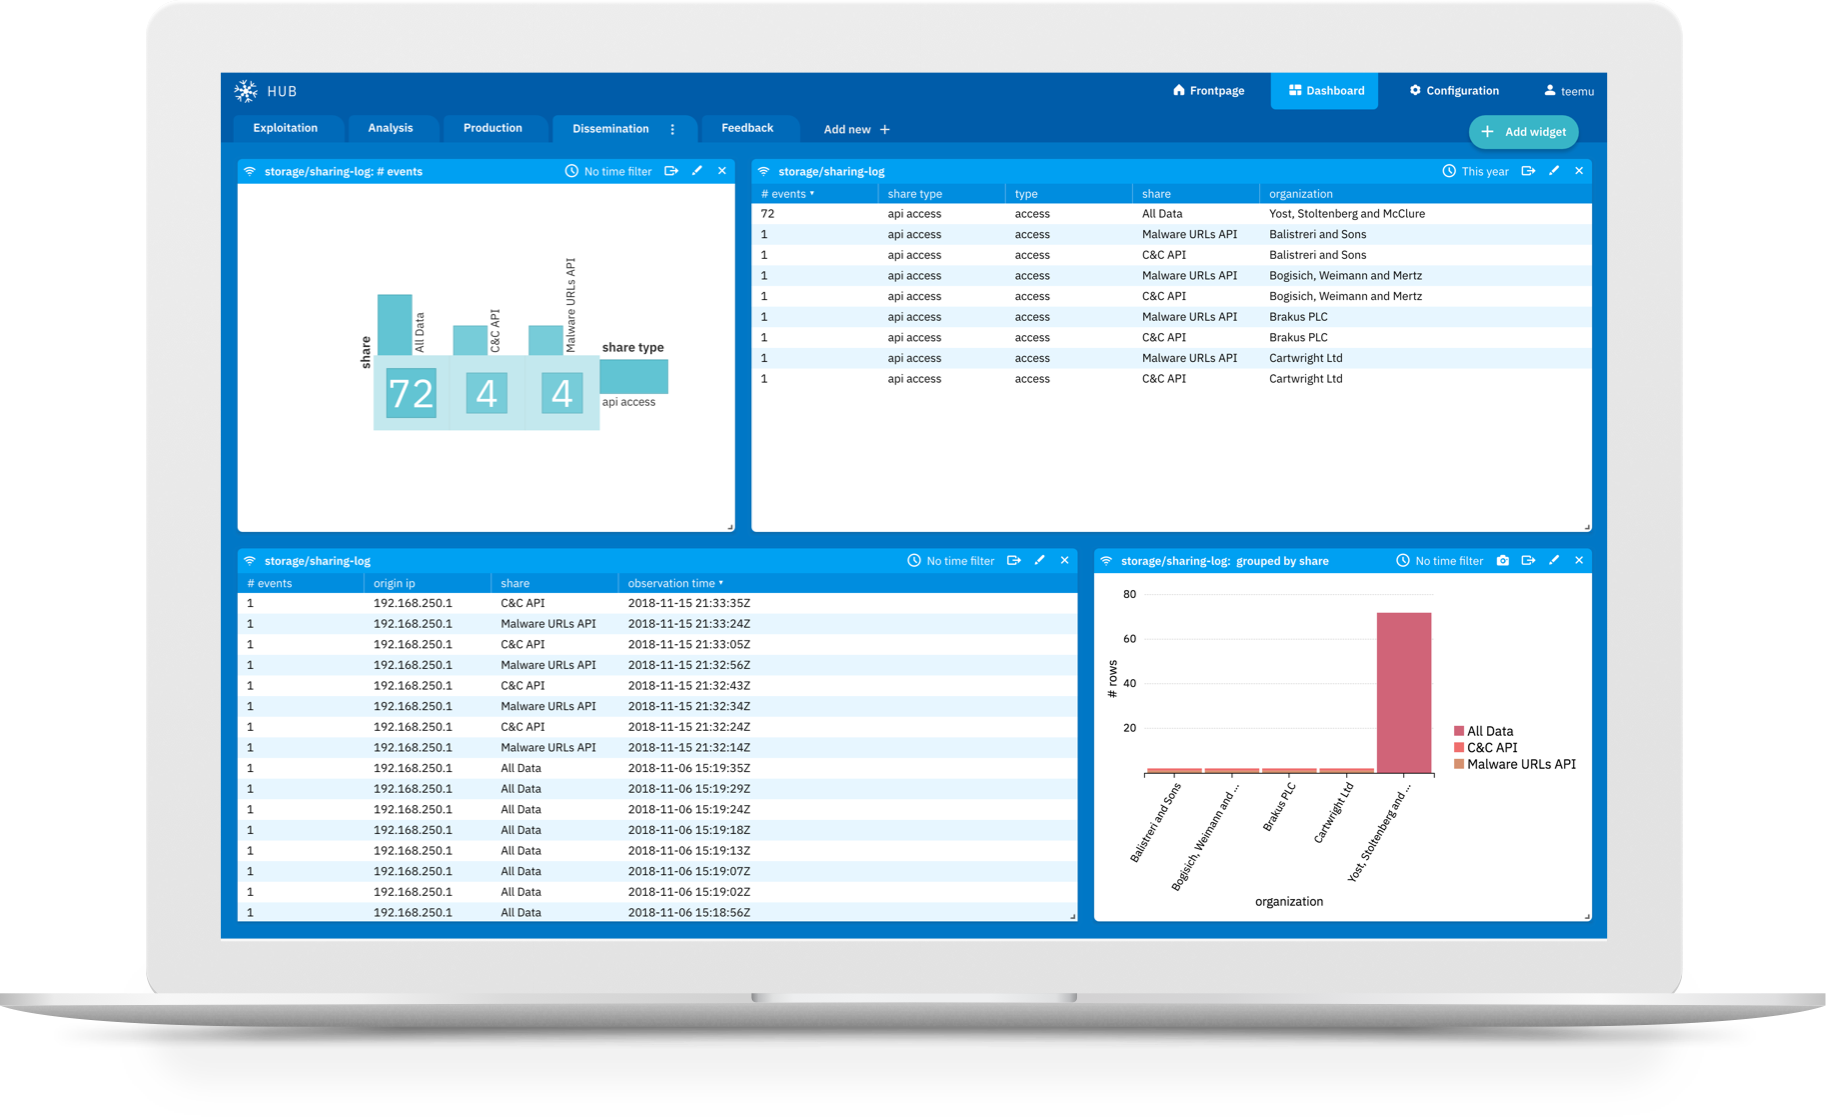 HUB
Frontpage
Dashboard
Configuration
teemu
Exploitation
Analysis
Production
Dissemination
Feedback
Add new +
+ Add widget
storage/sharing-log: # events
No time filter
share
All Data
C&C API
Malware URLs API
share type
72
4
4
api access
storage/sharing-log
This year
# events share type type share organization
72 api access access All Data Yost, Stoltenberg and McClure
1 api access access Malware URLs API Balistreri and Sons
1 api access access C&C API Balistreri and Sons
1 api access access Malware URLs API Bogisich, Weimann and Mertz
1 api access access C&C API Bogisich, Weimann and Mertz
1 api access access Malware URLs API Brakus PLC
1 api access access C&C API Brakus PLC
1 api access access Malware URLs API Cartwright Ltd
1 api access access C&C API Cartwright Ltd
storage/sharing-log
No time filter
# events origin ip share observation time
1 192.168.250.1 C&C API 2018-11-15 21:33:35Z
1 192.168.250.1 Malware URLs API 2018-11-15 21:33:24Z
1 192.168.250.1 C&C API 2018-11-15 21:33:05Z
1 192.168.250.1 Malware URLs API 2018-11-15 21:32:56Z
1 192.168.250.1 C&C API 2018-11-15 21:32:43Z
1 192.168.250.1 Malware URLs API 2018-11-15 21:32:34Z
1 192.168.250.1 C&C API 2018-11-15 21:32:24Z
1 192.168.250.1 Malware URLs API 2018-11-15 21:32:14Z
1 192.168.250.1 All Data 2018-11-06 15:19:35Z
1 192.168.250.1 All Data 2018-11-06 15:19:29Z
1 192.168.250.1 All Data 2018-11-06 15:19:24Z
1 192.168.250.1 All Data 2018-11-06 15:19:18Z
1 192.168.250.1 All Data 2018-11-06 15:19:13Z
1 192.168.250.1 All Data 2018-11-06 15:19:07Z
1 192.168.250.1 All Data 2018-11-06 15:19:02Z
1 192.168.250.1 All Data 2018-11-06 15:18:56Z
storage/sharing-log: grouped by share
No time filter
80
60
40
20
# rows
All Data
C&C API
Malware URLs API
Balistreri and Sons
Bogisich, Weimann and ...
Brakus PLC
Cartwright Ltd
Yost, Stoltenberg and ...
organization